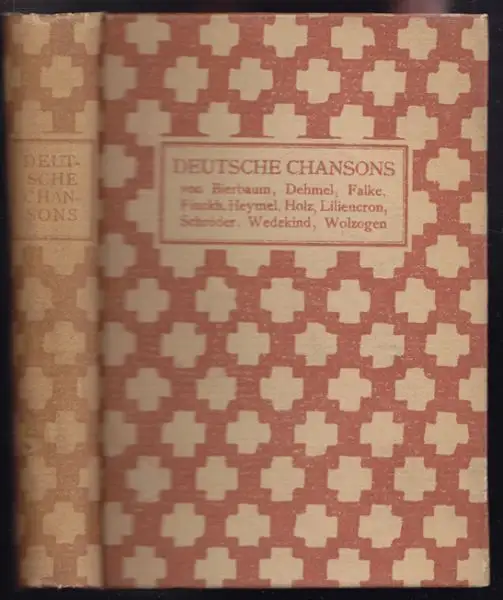 DEUT-
SCHE
CHAN-
SONS
DEUTSCHE CHANSONS
von Bierbaum, Dehmel, Falke,
Finckh, Heymel, Holz, Liliencron,
Schröder, Wedekind, Wolzogen